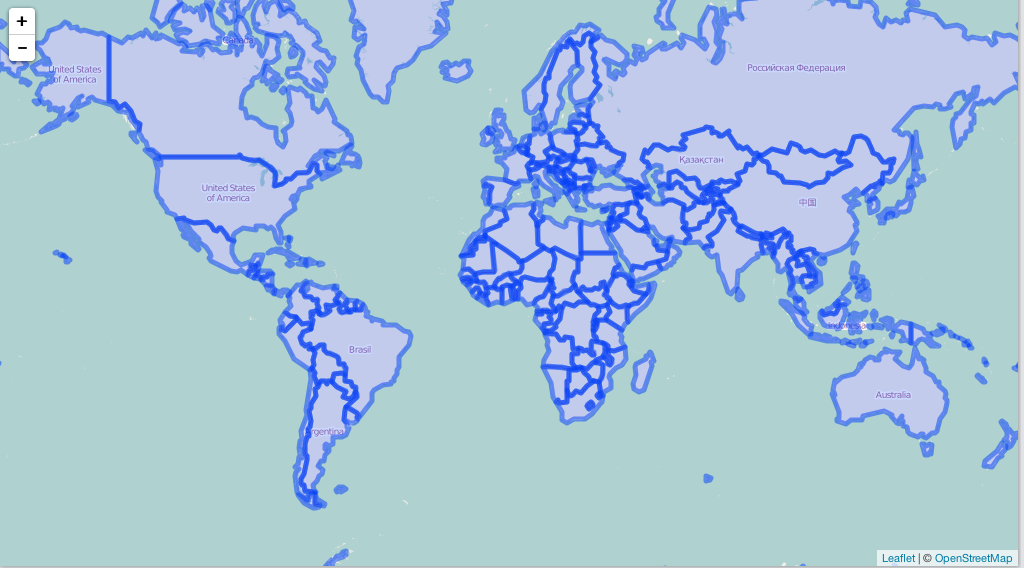 +
−
Canada
United States
of America
Российская Федерация
Қазақстан
United States
of America
中国
Indonesia
Brasil
Australia
Argentina
Leaflet | © OpenStreetMap